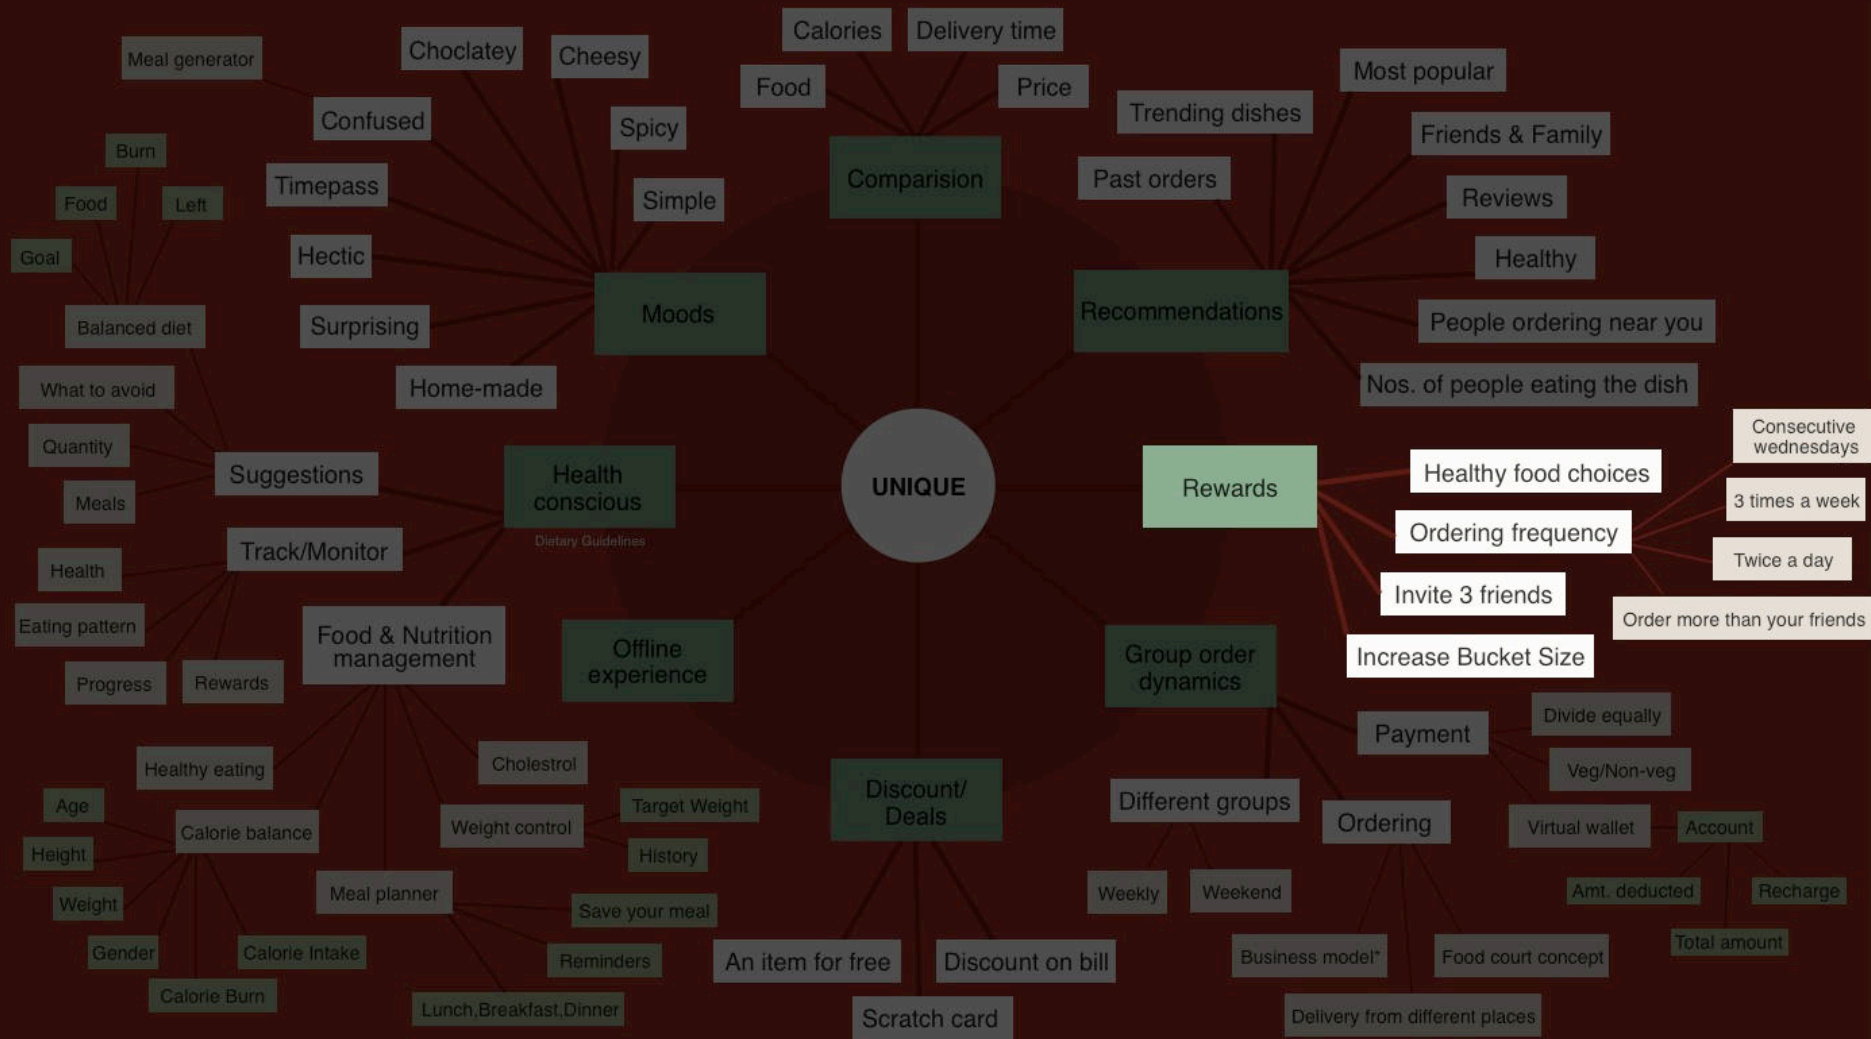 Calories
Delivery time
Food
Price
Comparision
Meal generator
Choclatey
Cheesy
Confused
Spicy
Timepass
Simple
Hectic
Surprising
Home-made
Moods
Most popular
Trending dishes
Friends & Family
Past orders
Reviews
Healthy
People ordering near you
Nos. of people eating the dish
Recommendations
Burn
Food
Left
Goal
Balanced diet
What to avoid
Quantity
Meals
Suggestions
Health
conscious
Dietary Guidelines
UNIQUE
Rewards
Healthy food choices
Ordering frequency
Invite 3 friends
Increase Bucket Size
Consecutive
wednesdays
3 times a week
Twice a day
Order more than your friends
Track/Monitor
Health
Eating pattern
Progress
Rewards
Food & Nutrition
management
Offline
experience
Group order
dynamics
Healthy eating
Cholestrol
Calorie balance
Age
Height
Weight
Gender
Calorie Burn
Calorie Intake
Weight control
Target Weight
History
Meal planner
Save your meal
Reminders
Lunch,Breakfast,Dinner
Discount/
Deals
An item for free
Discount on bill
Scratch card
Payment
Divide equally
Veg/Non-veg
Virtual wallet
Account
Amt. deducted
Recharge
Total amount
Different groups
Weekly
Weekend
Ordering
Business model*
Food court concept
Delivery from different places